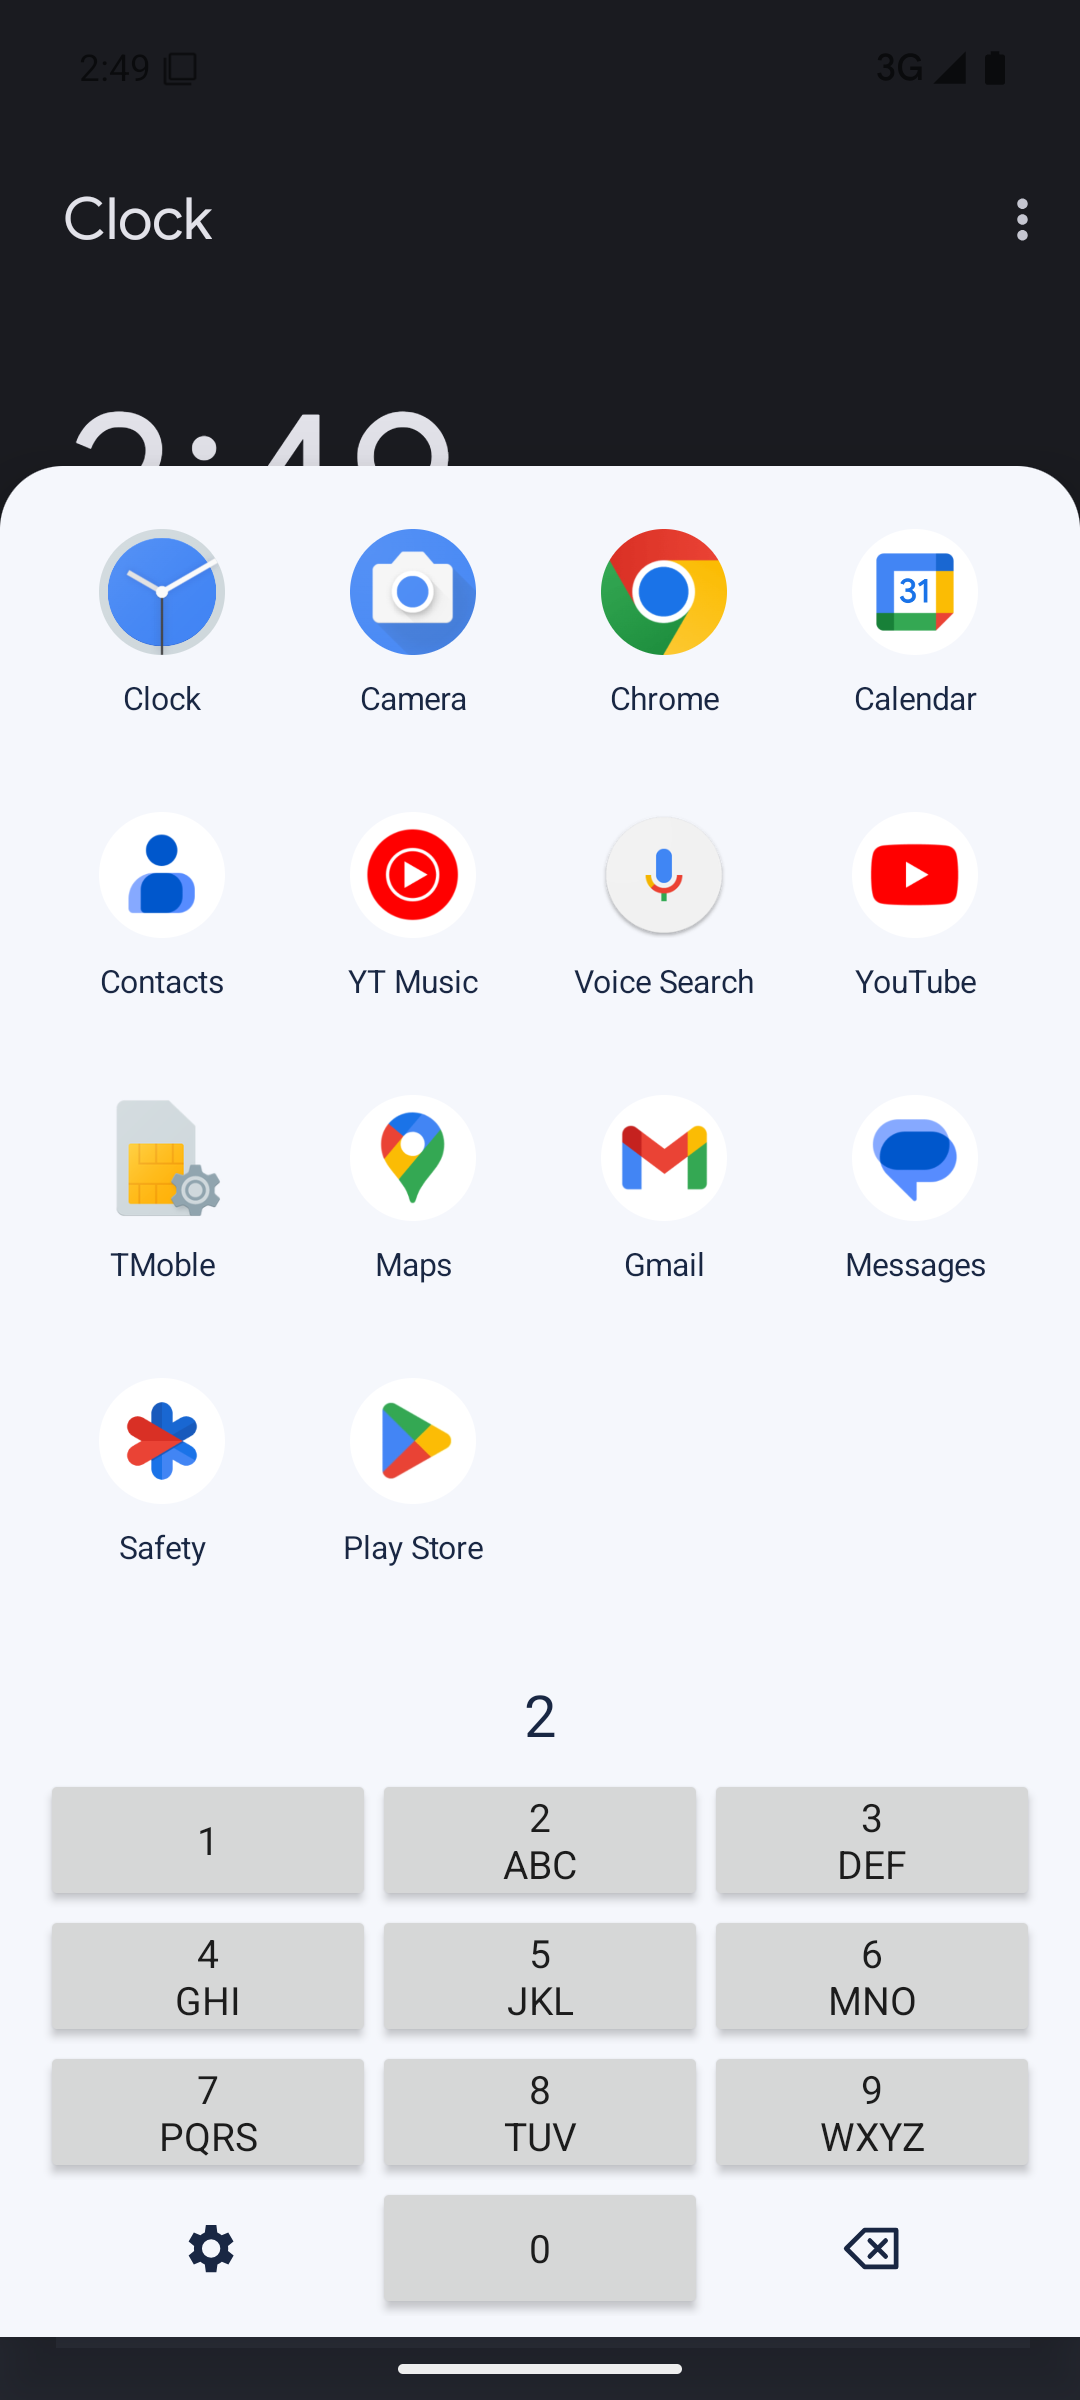 2:49
3G
Clock
2:49
31
Clock
Camera
Chrome
Calendar
Contacts
YT Music
Voice Search
YouTube
TMoble
Maps
Gmail
Messages
Safety
Play Store
2
1
2
ABC
3
DEF
4
GHI
5
JKL
6
MNO
7
PQRS
8
TUV
9
WXYZ
0